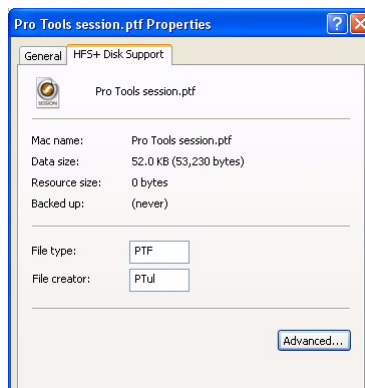 Pro Tools session.ptf Properties
General HFS+ Disk Support
SESSION
Pro Tools session.ptf
Mac name: Pro Tools session.ptf
Data size: 52.0 KB (53,230 bytes)
Resource size: 0 bytes
Backed up: (never)
File type: PTF
File creator: PTul
Advanced...